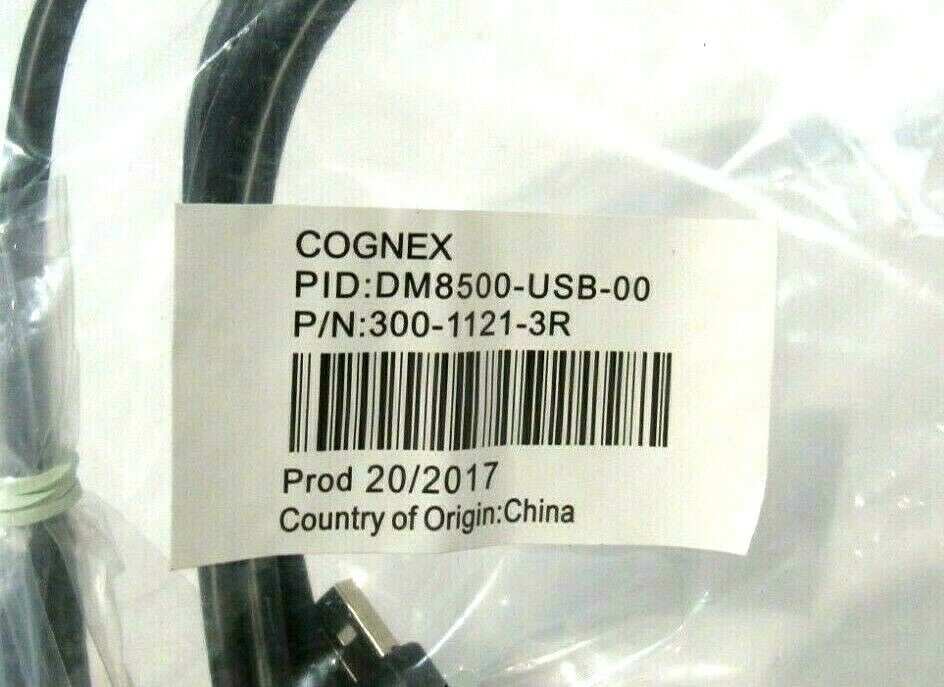 COGNEX
PID:DM8500-USB-00
P/N:300-1121-3R
Prod 20/2017
Country of Origin:China